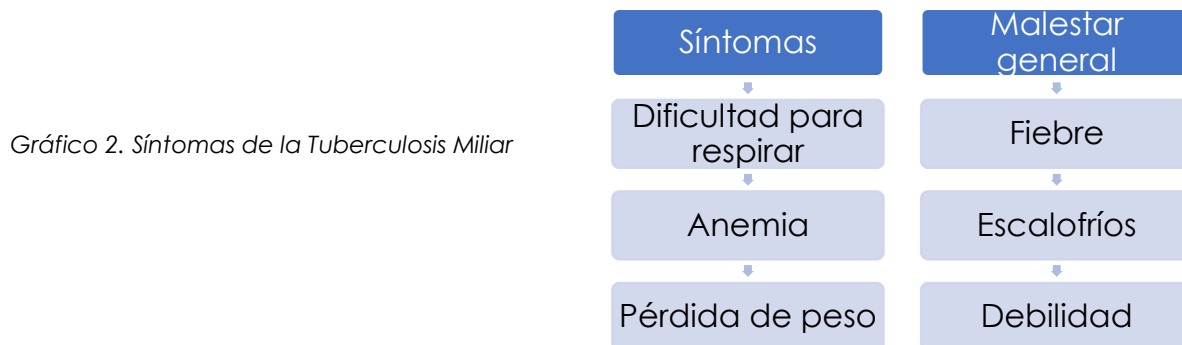 Gráfico 2. Síntomas de la Tuberculosis Miliar
Síntomas
Dificultad para
respirar
Anemia
Pérdida de peso
Malestar
general
Fiebre
Escalofríos
Debilidad